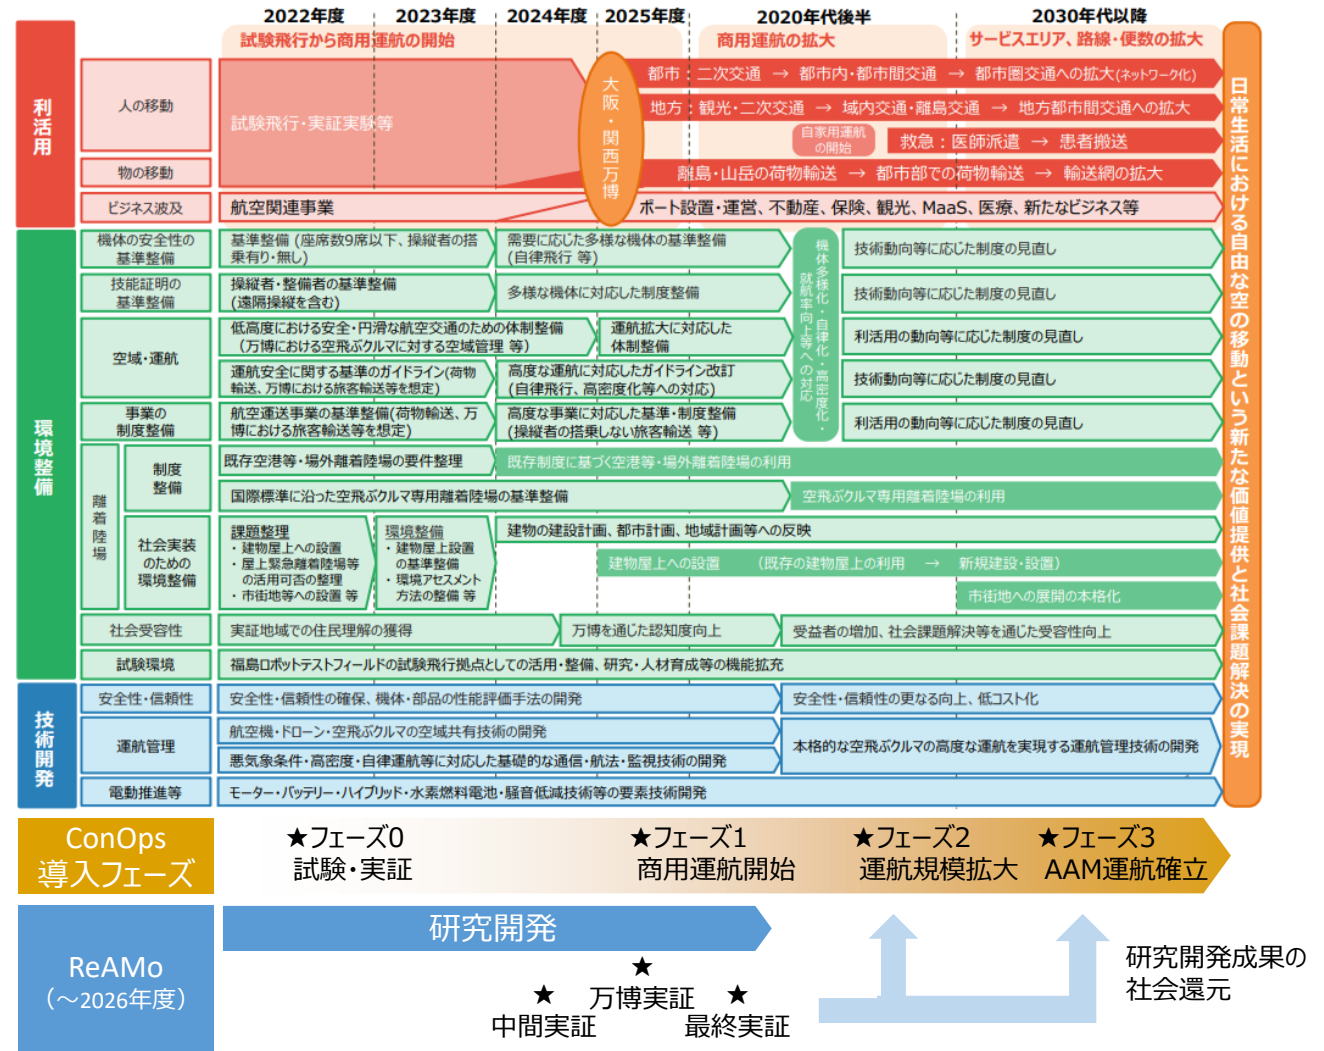 2022年度
2023年度
2024年度
2025年度
2020年代後半
2030年代以降
試験飛行から商用運航の開始
商用運航の拡大
サービスエリア、路線・便数の拡大
利活用
人の移動
試験飛行・実証実験等
大阪・関西万博
都市：二次交通 → 都市内・都市間交通 → 都市圏交通への拡大(ネットワーク化)
地方：観光・二次交通 → 域内交通・離島交通 → 地方都市間交通への拡大
自家用運航
の開始
救急：医師派遣 → 患者搬送
物の移動
離島・山岳の荷物輸送 → 都市部での荷物輸送 → 輸送網の拡大
ビジネス波及
航空関連事業
ポート設置・運営、不動産、保険、観光、MaaS、医療、新たなビジネス等
日常生活における自由な空の移動という新たな価値提供と社会課題解決の実現
環境整備
機体の安全性の
基準整備
基準整備 (座席数9席以下、操縦者の搭
乗有り・無し)
需要に応じた多様な機体の基準整備
(自律飛行 等)
機体多様化・自律化・高密度化・
就航率向上等への対応
技術動向等に応じた制度の見直し
技能証明の
基準整備
操縦者・整備者の基準整備
(遠隔操縦を含む)
多様な機体に対応した制度整備
技術動向等に応じた制度の見直し
空域・運航
低高度における安全・円滑な航空交通のための体制整備
（万博における空飛ぶクルマに対する空域管理 等）
運航拡大に対応した
体制整備
利活用の動向等に応じた制度の見直し
運航安全に関する基準のガイドライン(荷物
輸送、万博における旅客輸送等を想定)
高度な運航に対応したガイドライン改訂
(自律飛行、高密度化等への対応)
技術動向等に応じた制度の見直し
事業の
制度整備
航空運送事業の基準整備(荷物輸送、万
博における旅客輸送等を想定)
高度な事業に対応した基準・制度整備
(操縦者の搭乗しない旅客輸送 等)
利活用の動向等に応じた制度の見直し
離着陸場
制度
整備
既存空港等・場外離着陸場の要件整理
既存制度に基づく空港等・場外離着陸場の利用
国際標準に沿った空飛ぶクルマ専用離着陸場の基準整備
空飛ぶクルマ専用離着陸場の利用
社会実装
のための
環境整備
課題整理
・建物屋上への設置
・屋上緊急離着陸場等
の活用可否の整理
・市街地等への設置 等
環境整備
・建物屋上設置
の基準整備
・環境アセスメント
方法の整備 等
建物の建設計画、都市計画、地域計画等への反映
建物屋上への設置 （既存の建物屋上の利用 → 新規建設・設置）
市街地への展開の本格化
社会受容性
実証地域での住民理解の獲得
万博を通じた認知度向上
受益者の増加、社会課題解決等を通じた受容性向上
試験環境
福島ロボットテストフィールドの試験飛行拠点としての活用・整備、研究・人材育成等の機能拡充
技術開発
安全性・信頼性
安全性・信頼性の確保、機体・部品の性能評価手法の開発
安全性・信頼性の更なる向上、低コスト化
運航管理
航空機・ドローン・空飛ぶクルマの空域共有技術の開発
悪気象条件・高密度・自律運航等に対応した基礎的な通信・航法・監視技術の開発
本格的な空飛ぶクルマの高度な運航を実現する運航管理技術の開発
電動推進等
モーター・バッテリー・ハイブリッド・水素燃料電池・騒音低減技術等の要素技術開発
ConOps
導入フェーズ
★フェーズ0
試験・実証
★フェーズ1
商用運航開始
★フェーズ2
運航規模拡大
★フェーズ3
AAM運航確立
ReAMo
（～2026年度）
研究開発
★
中間実証
★
万博実証
★
最終実証
研究開発成果の
社会還元